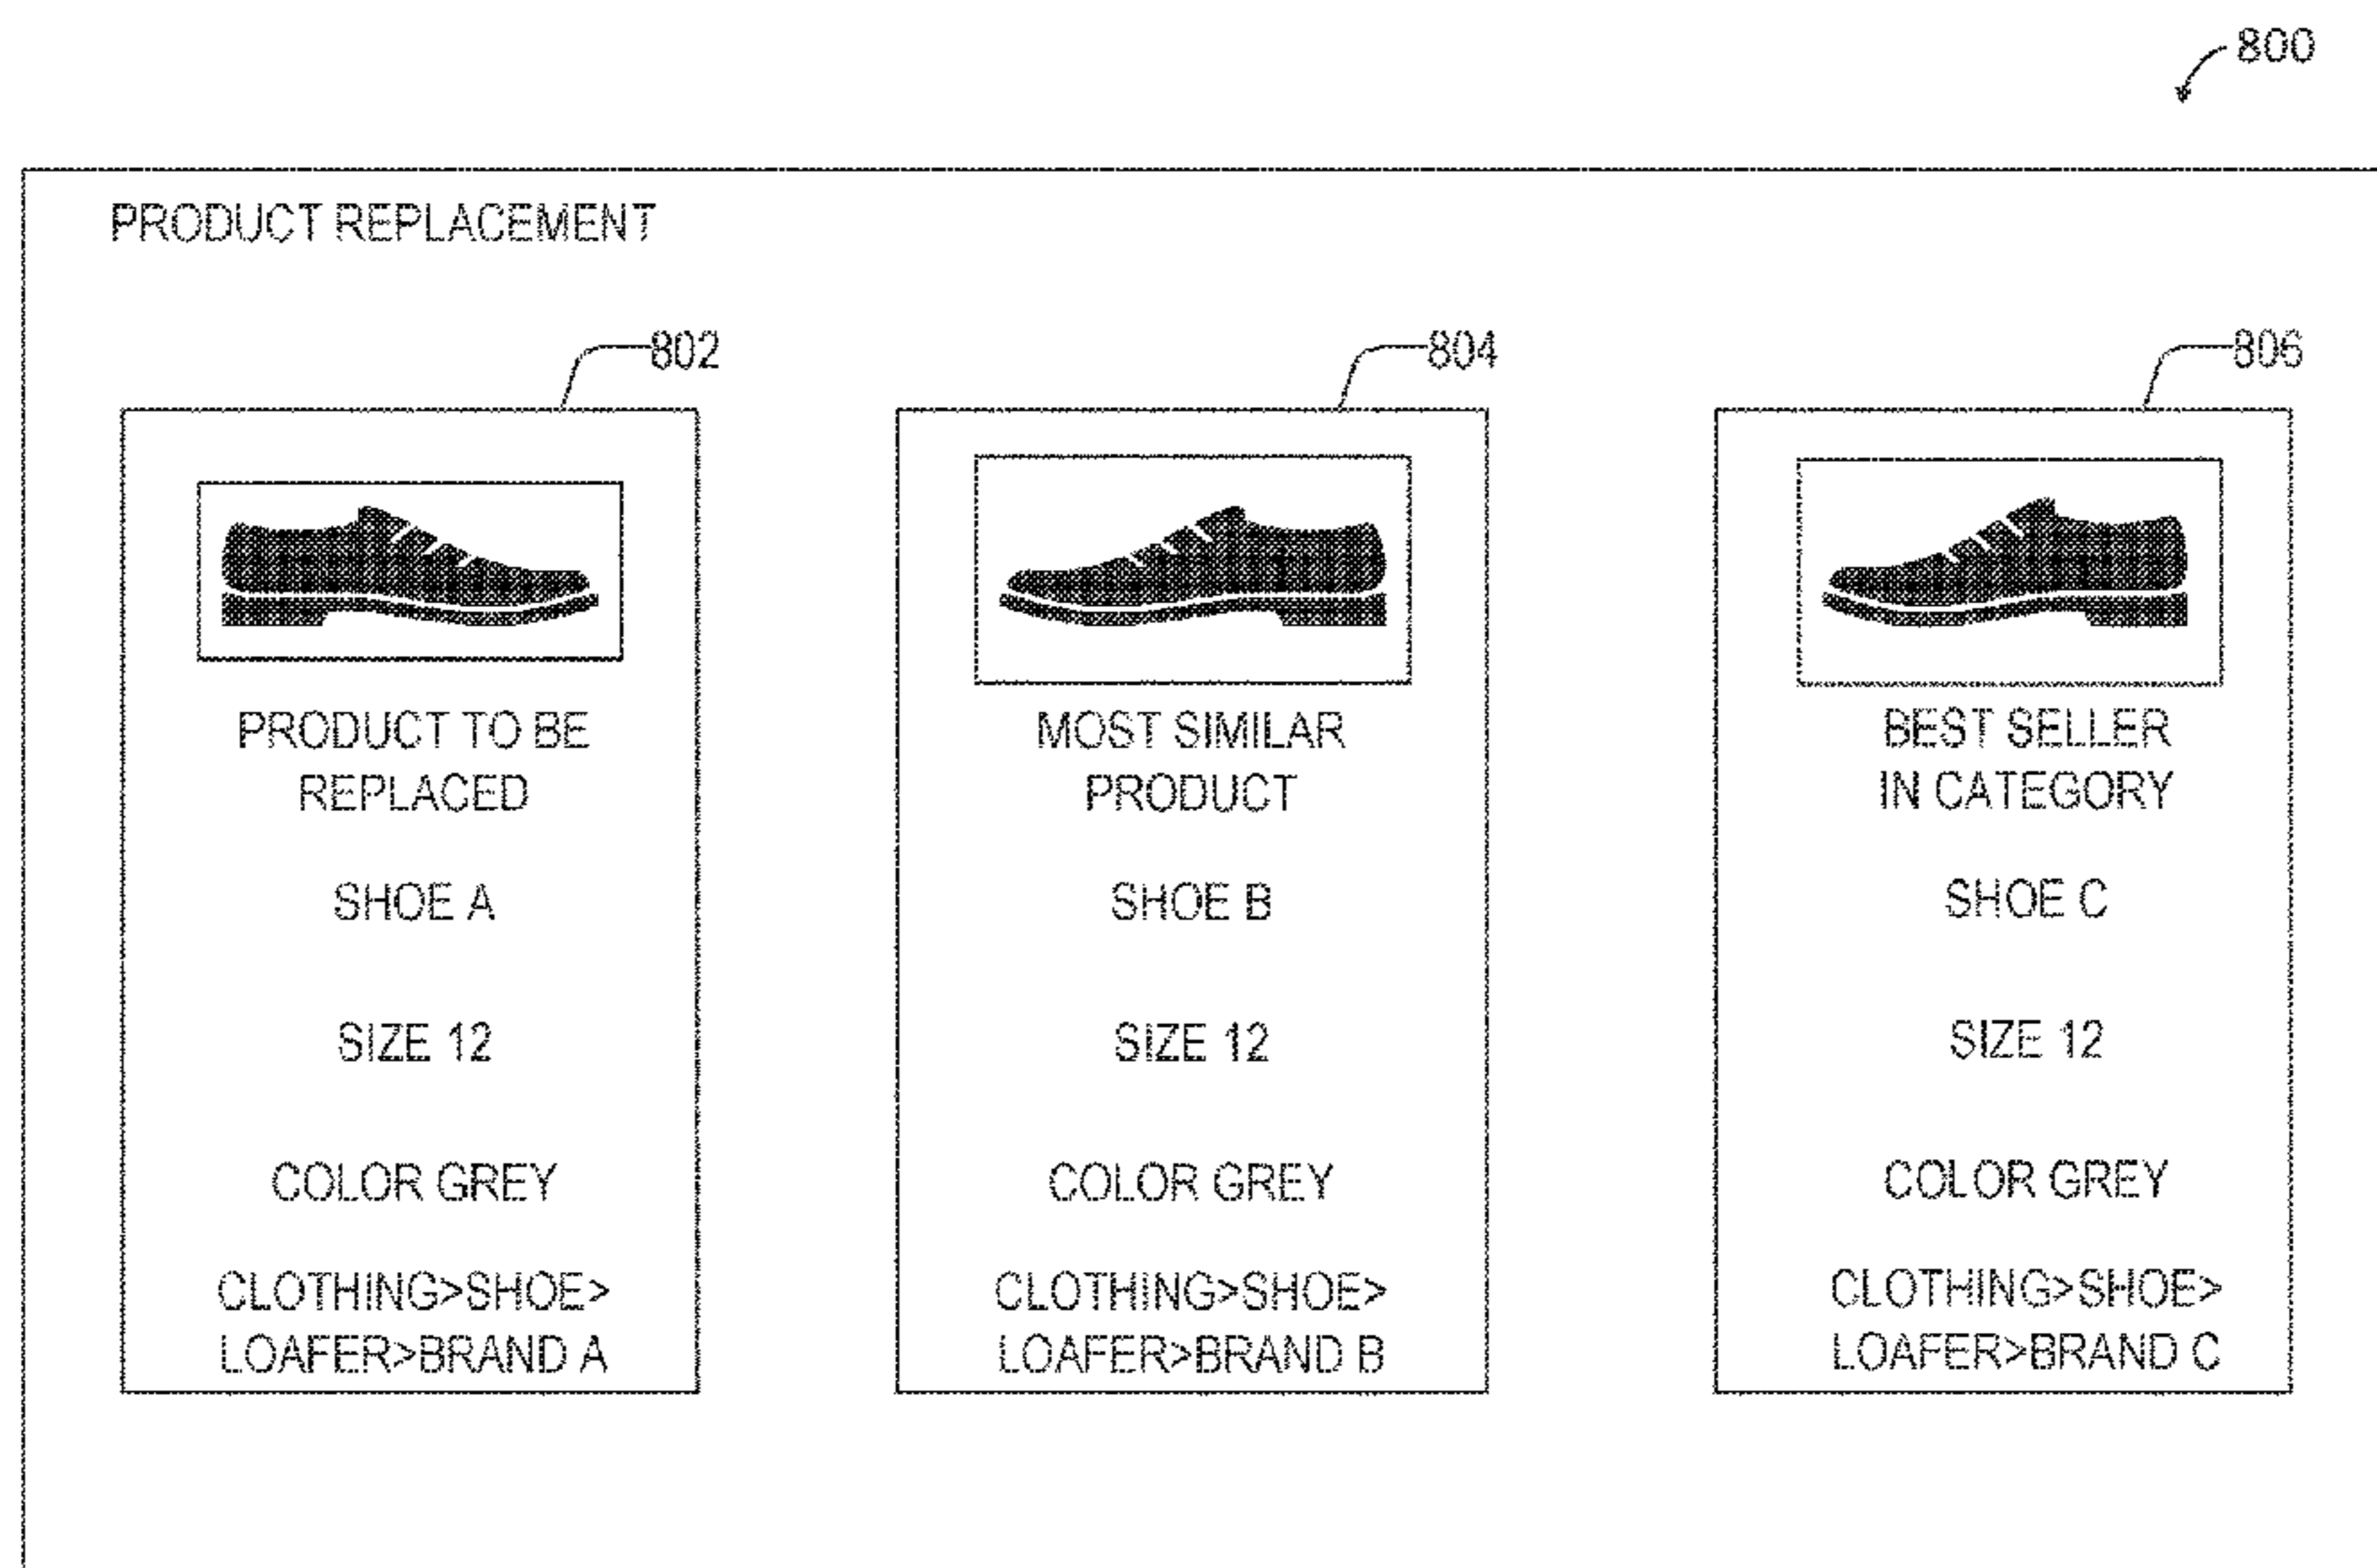 800
PRODUCT REPLACEMENT
802
804
806
PRODUCT TO BE
REPLACED
SHOE A
SIZE 12
COLOR GREY
CLOTHING>SHOE>
LOAFER>BRAND A
MOST SIMILAR
PRODUCT
SHOE B
SIZE 12
COLOR GREY
CLOTHING>SHOE>
LOAFER>BRAND B
BEST SELLER
IN CATEGORY
SHOE C
SIZE 12
COLOR GREY
CLOTHING>SHOE>
LOAFER>BRAND C